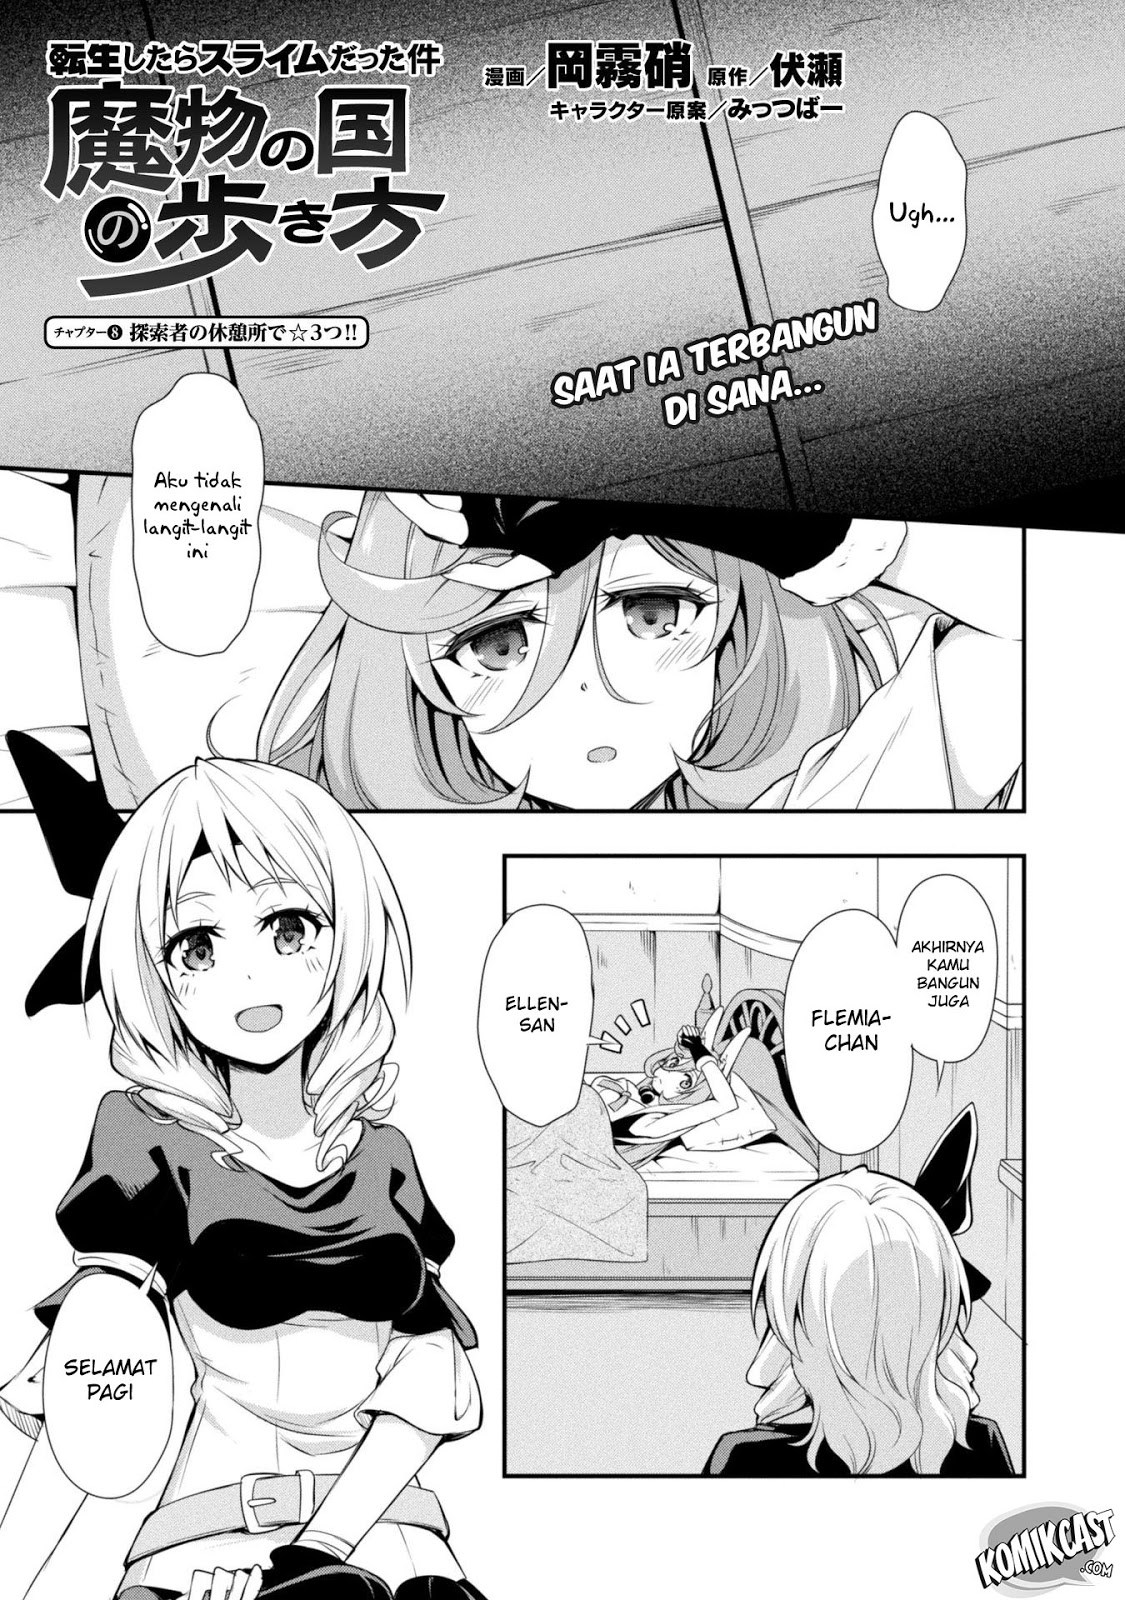 転生したらスライムだった件
魔物の国
の歩き方
チャプター❽ 探索者の休憩所で☆3つ!!
漫画／岡霧硝 原作／伏瀬
キャラクター原案／みっつばー
Ugh...
SAAT IA TERBANGUN
DI SANA...
Aku tidak
mengenali
langit-langit
ini
AKHIRNYA
KAMU
BANGUN
JUGA
FLEMIA-
CHAN
ELLEN-
SAN
SELAMAT
PAGI
KOMIKCAST
.COM